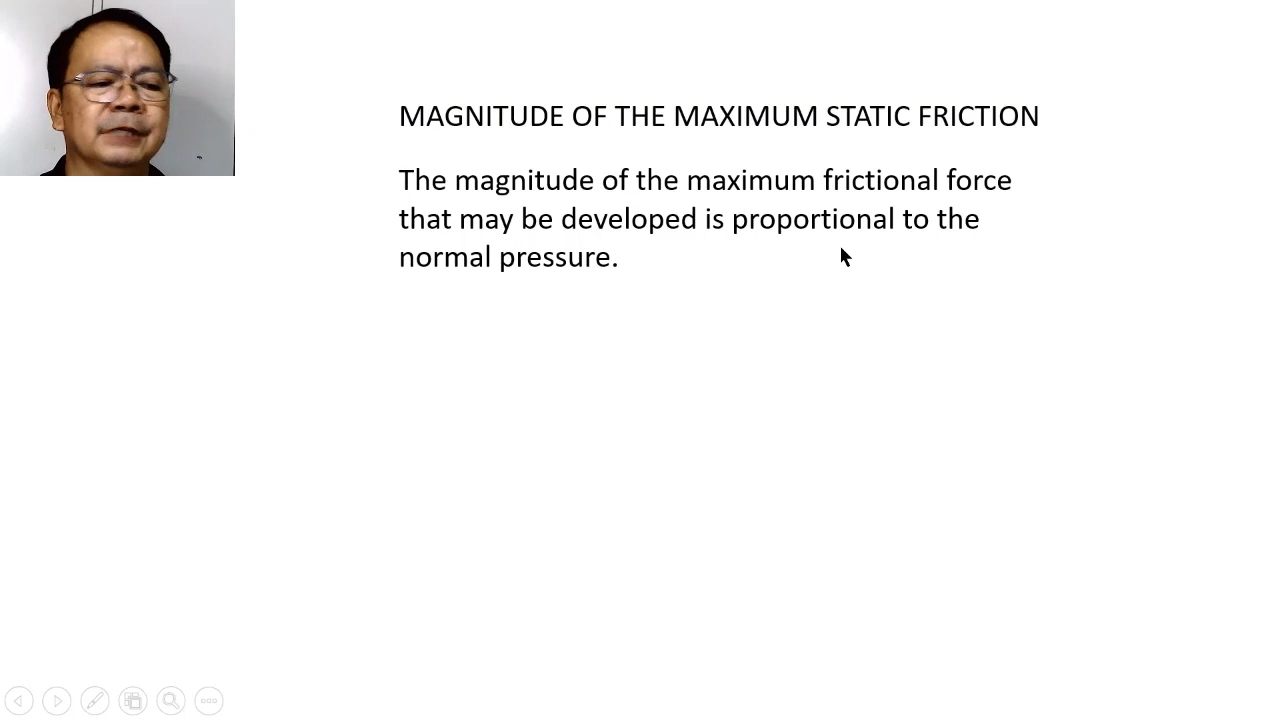 MAGNITUDE OF THE MAXIMUM STATIC FRICTION
The magnitude of the maximum frictional force
that may be developed is proportional to the
normal pressure.